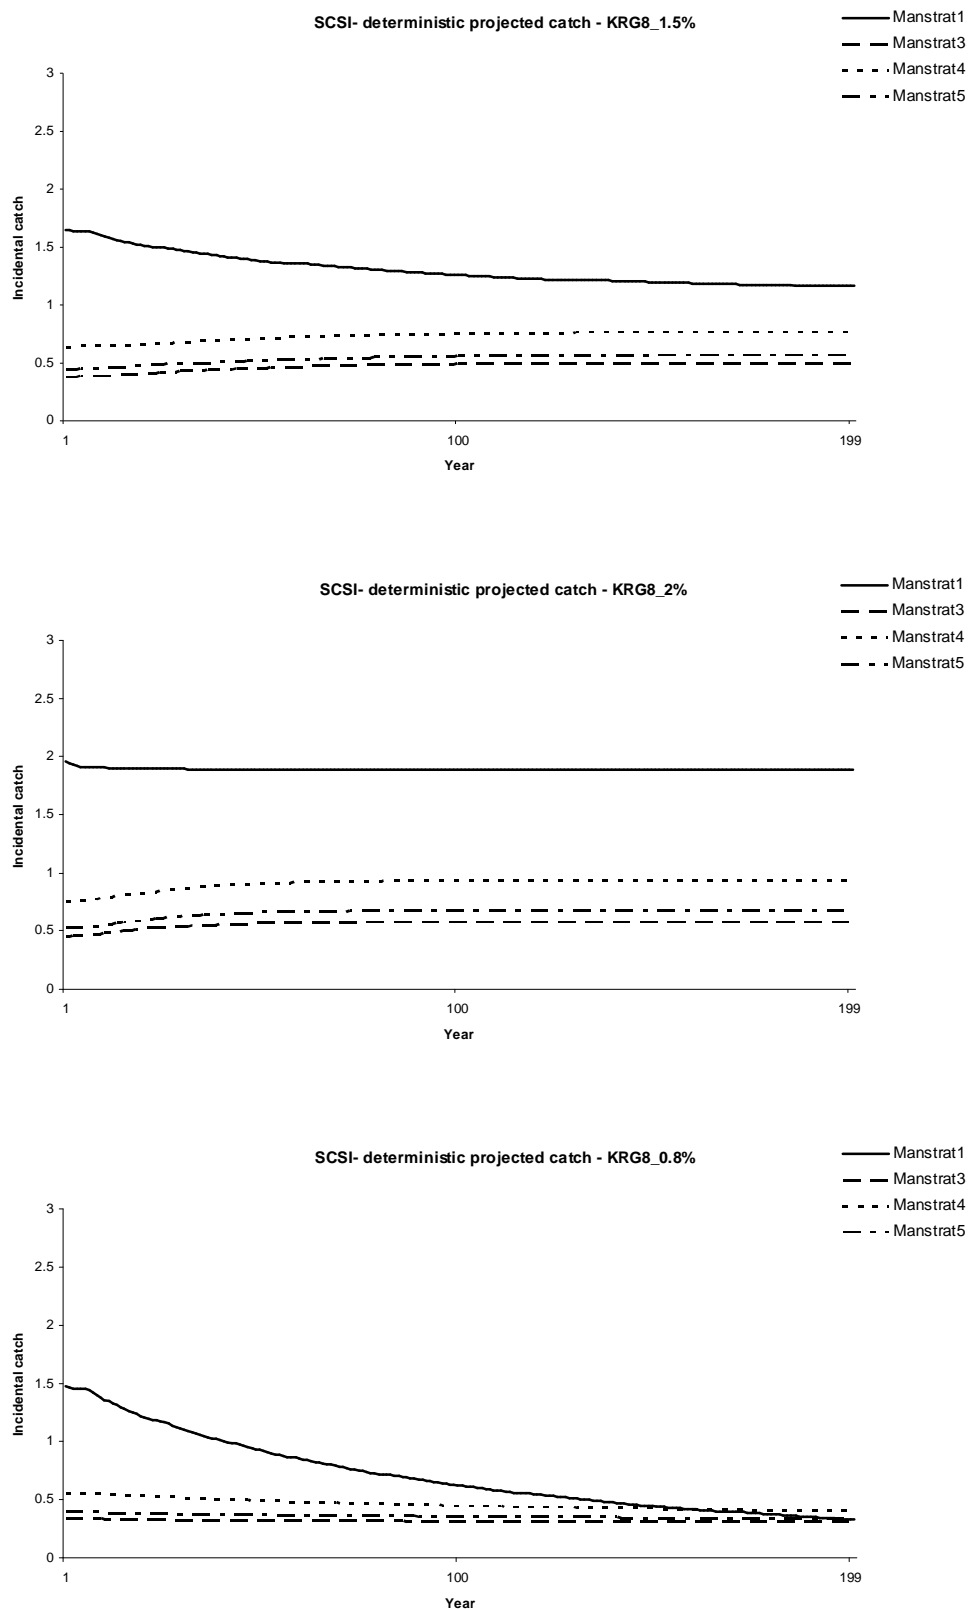 SCSI- deterministic projected catch - KRG8_1.5%
Manstrat1
Manstrat3
Manstrat4
Manstrat5
3
2.5
2
1.5
1
0.5
0
Incidental catch
1
100
199
Year
SCSI- deterministic projected catch - KRG8_2%
Manstrat1
Manstrat3
Manstrat4
Manstrat5
3
2.5
2
1.5
1
0.5
0
Incidental catch
1
100
199
Year
SCSI- deterministic projected catch - KRG8_0.8%
Manstrat1
Manstrat3
Manstrat4
Manstrat5
3
2.5
2
1.5
1
0.5
0
Incidental catch
1
100
199
Year